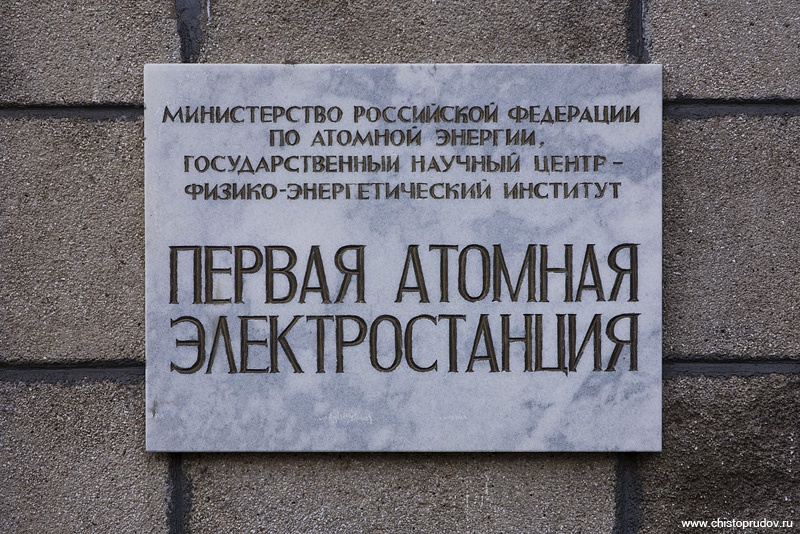 МИНИСТЕРСТВО РОССИЙСКОЙ ФЕДЕРАЦИИ
ПО АТОМНОЙ ЭНЕРГИИ,
ГОСУДАРСТВЕННЫЙ НАУЧНЫЙ ЦЕНТР –
ФИЗИКО-ЭНЕРГЕТИЧЕСКИЙ ИНСТИТУТ
ПЕРВАЯ АТОМНАЯ
ЭЛЕКТРОСТАНЦИЯ
www.chistoprudov.ru